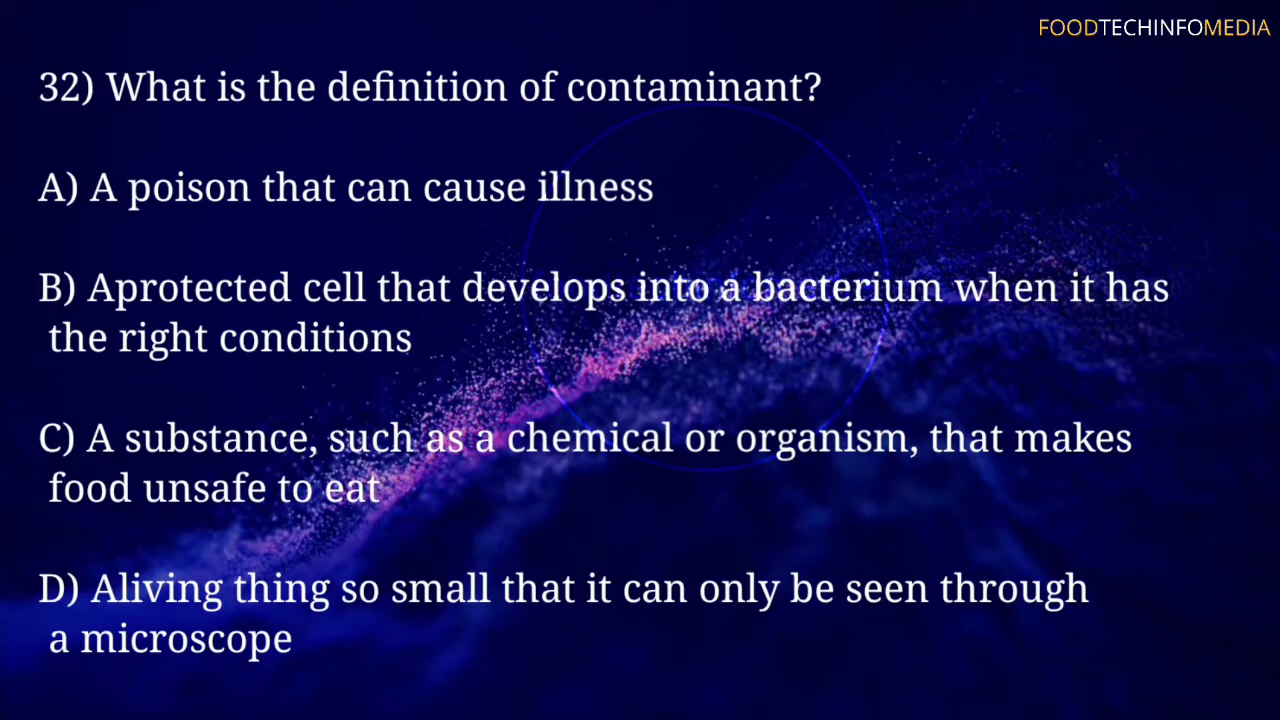 FOODTECHINFOMEDIA
32) What is the definition of contaminant?
A) A poison that can cause illness
B) Aprotected cell that develops into a bacterium when it has
the right conditions
C) A substance, such as a chemical or organism, that makes
food unsafe to eat
D) Aliving thing so small that it can only be seen through
a microscope